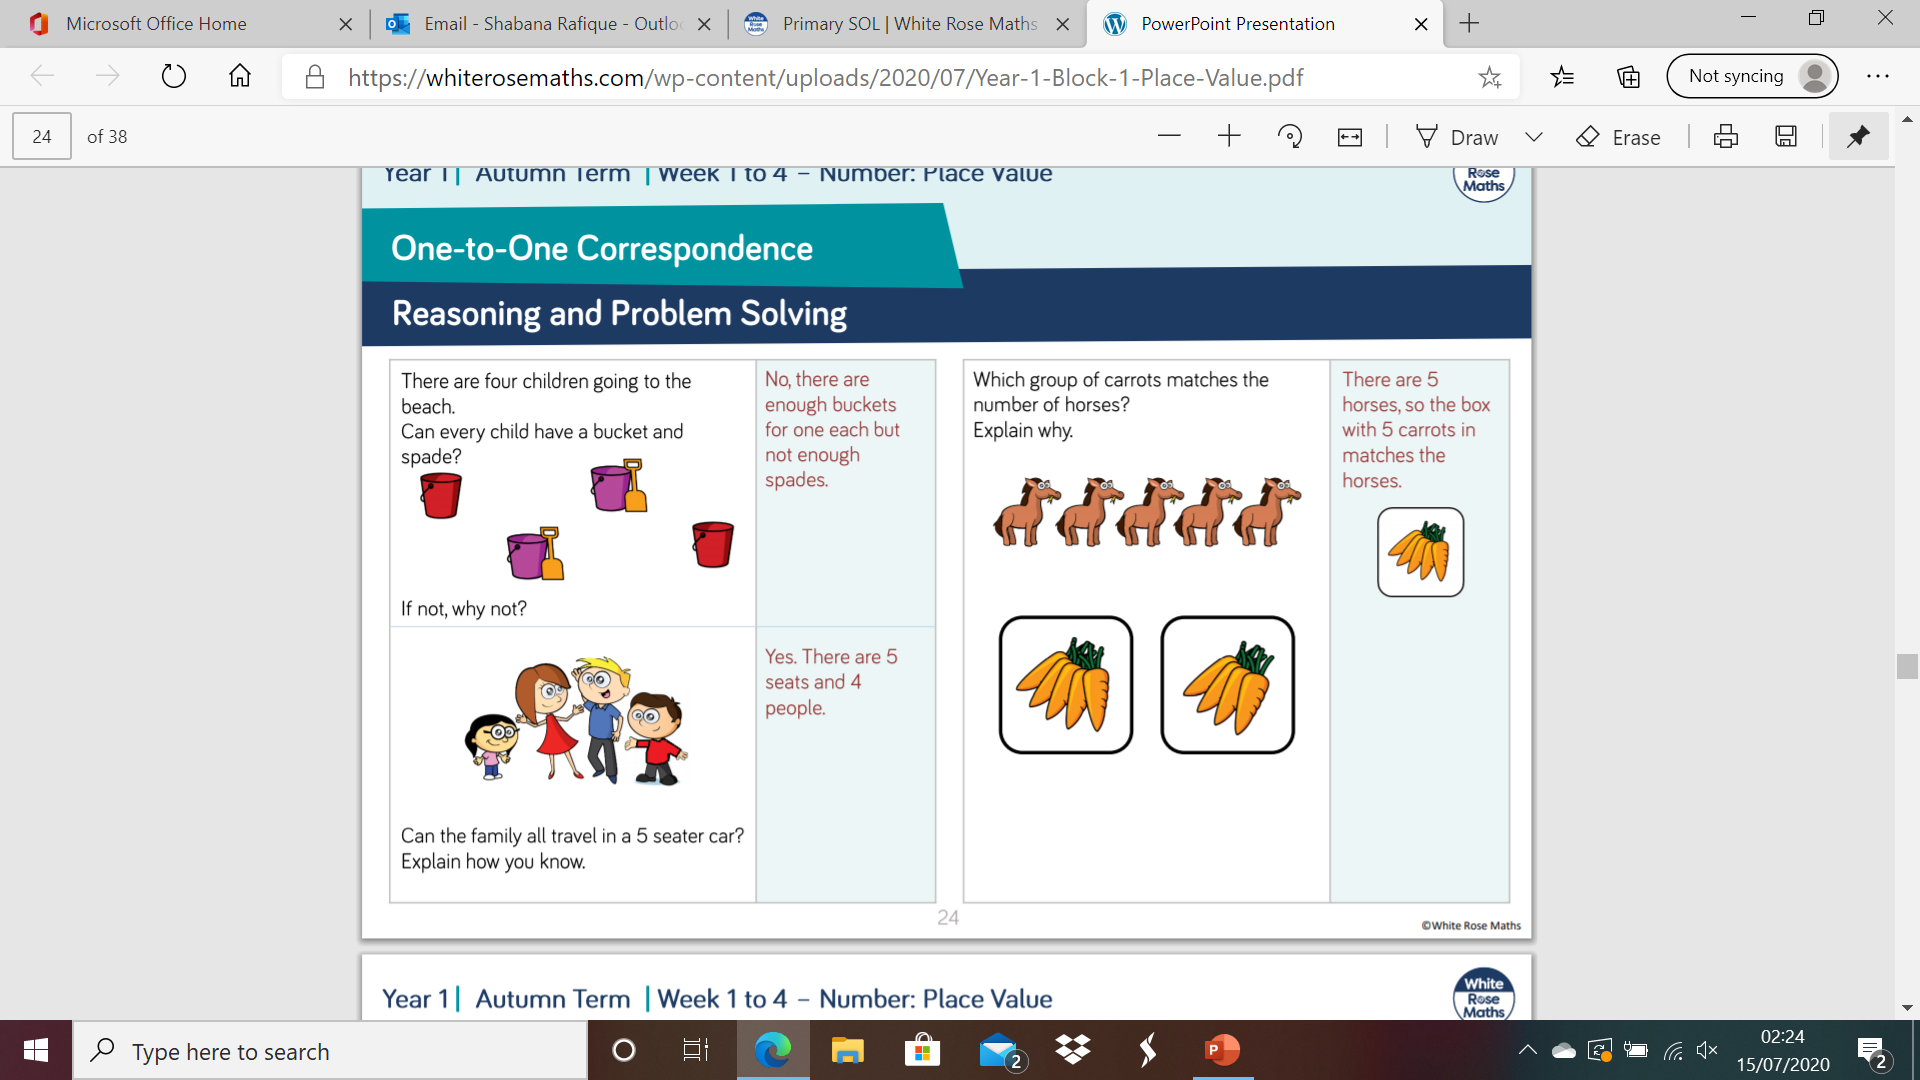 Microsoft Office Home
Email - Shabana Rafique - Outlo
Primary SOL | White Rose Maths
PowerPoint Presentation
https://whiterosemaths.com/wp-content/uploads/2020/07/Year-1-Block-1-Place-Value.pdf
Not syncing
24 of 38
Draw
Erase
Year 1 | Autumn Term | Week 1 to 4 – Number: Place Value
Rose
Maths
One-to-One Correspondence
Reasoning and Problem Solving
There are four children going to the
beach.
Can every child have a bucket and
spade?
If not, why not?
No, there are
enough buckets
for one each but
not enough
spades.
Can the family all travel in a 5 seater car?
Explain how you know.
Yes. There are 5
seats and 4
people.
Which group of carrots matches the
number of horses?
Explain why.
There are 5
horses, so the box
with 5 carrots in
matches the
horses.
24
©White Rose Maths
Year 1 | Autumn Term | Week 1 to 4 – Number: Place Value
White
Rose
Maths
Type here to search
2
P
02:24
15/07/2020
2